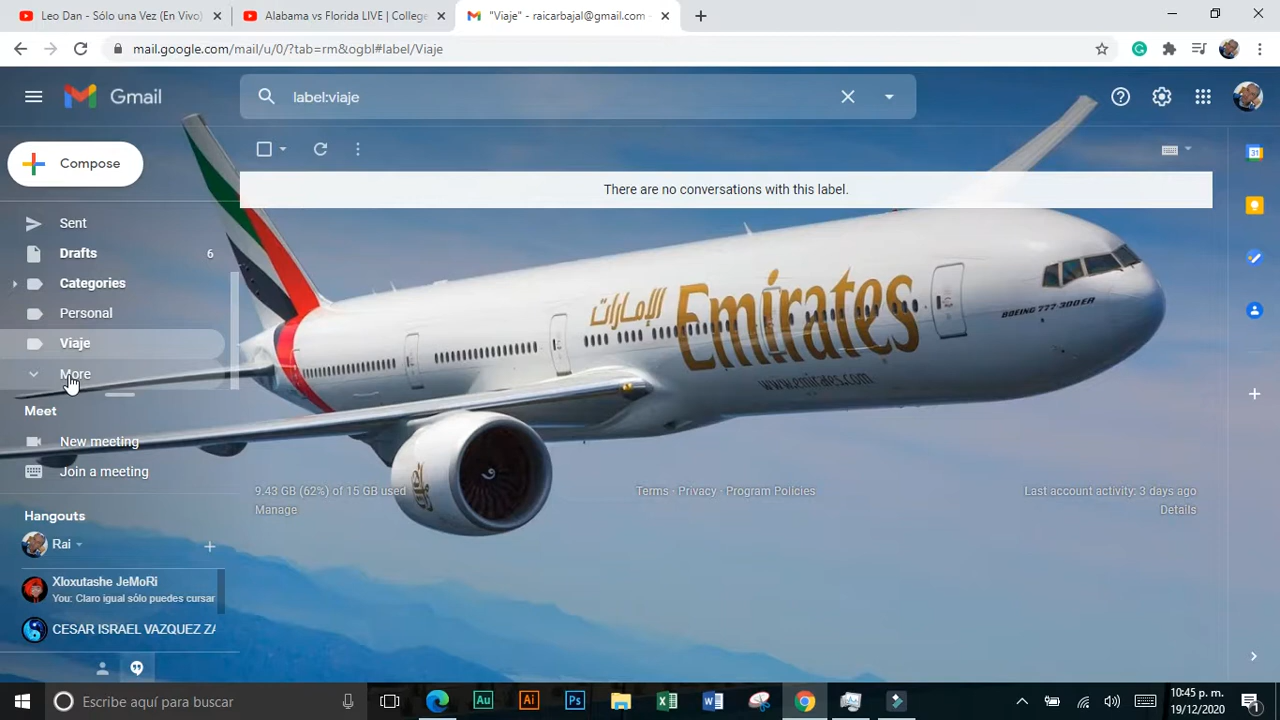 Leo Dan - Sólo una Vez (En Vivo)
Alabama vs Florida LIVE | College
"Viaje" - raicarbajal@gmail.com -
mail.google.com/mail/u/0/?tab=rm&ogbl#label/Viaje
Gmail
label:viaje
Compose
There are no conversations with this label.
Sent
Drafts 6
Categories
Personal
Viaje
More
الإمارات Emirates
BOEING 777-300ER
www.emirates.com
31
Meet
New meeting
Join a meeting
9.43 GB (62%) of 15 GB used
Manage
Terms · Privacy · Program Policies
Last account activity: 3 days ago
Details
Hangouts
Rai
Xloxutashe JeMoRi
You: Claro igual sólo puedes cursar
CESAR ISRAEL VAZQUEZ ZA
Escribe aquí para buscar
Au
Ai
Ps
10:45 p. m.
19/12/2020
1